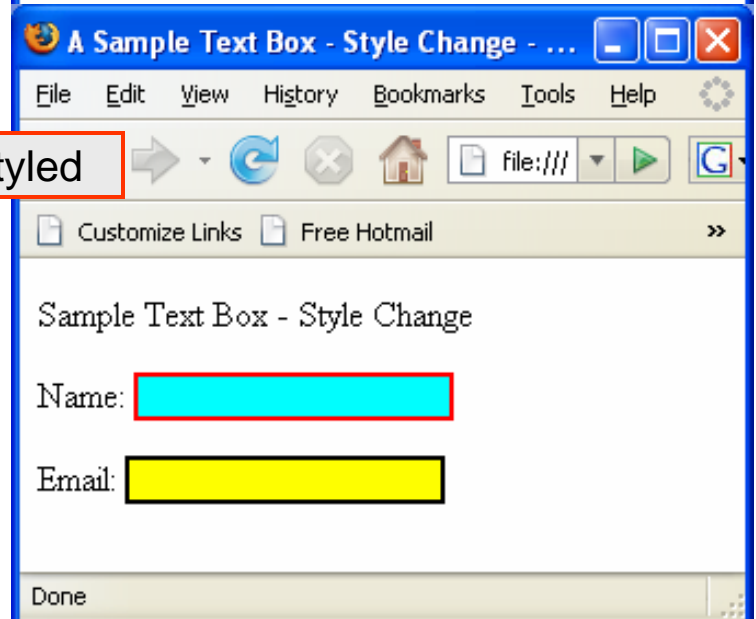 A Sample Text Box - Style Change - ...
File Edit View History Bookmarks Tools Help
tyled
file:///
G
Customize Links Free Hotmail »
Sample Text Box - Style Change
Name:
Email:
Done